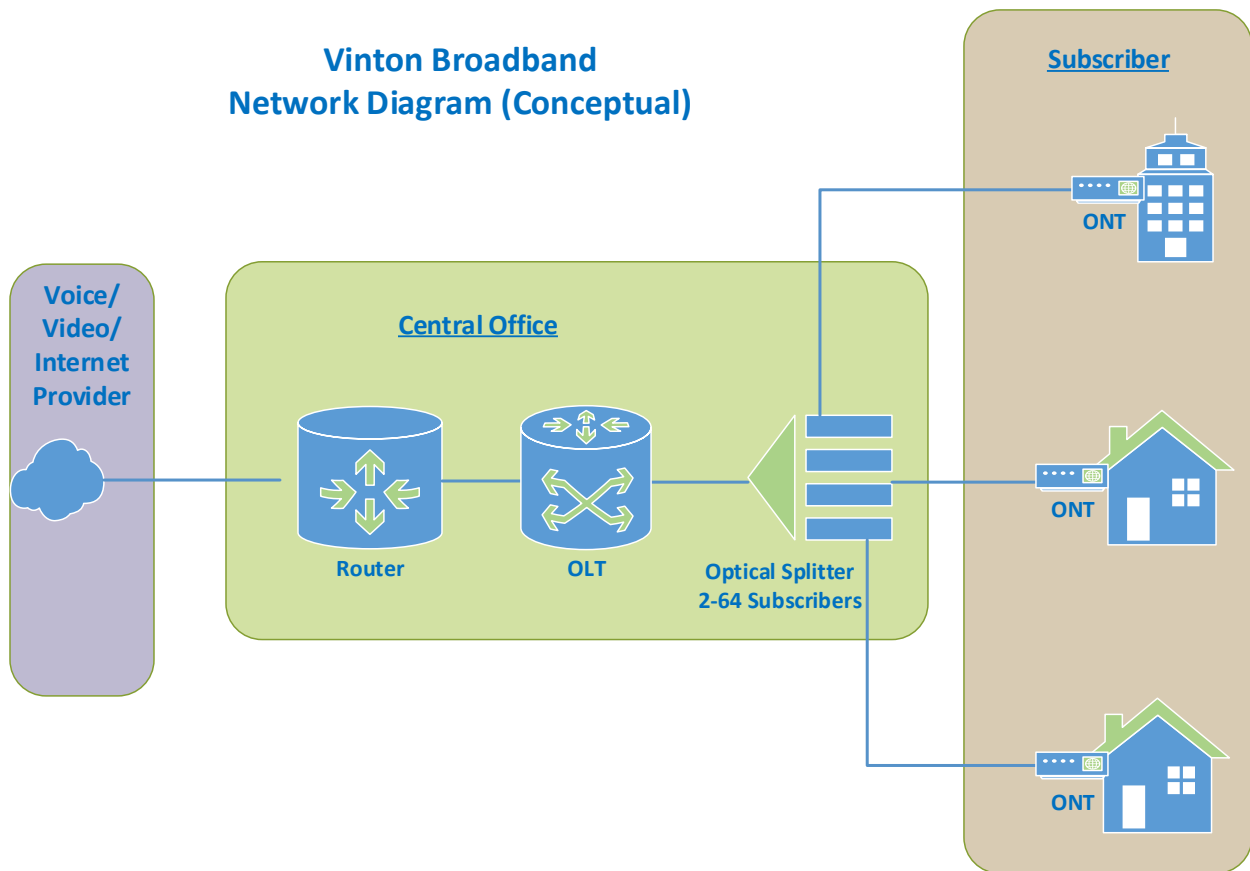 Vinton Broadband
Network Diagram (Conceptual)
Subscriber
ONT
Voice/
Video/
Internet
Provider
Central Office
Router
OLT
Optical Splitter
2-64 Subscribers
ONT
ONT